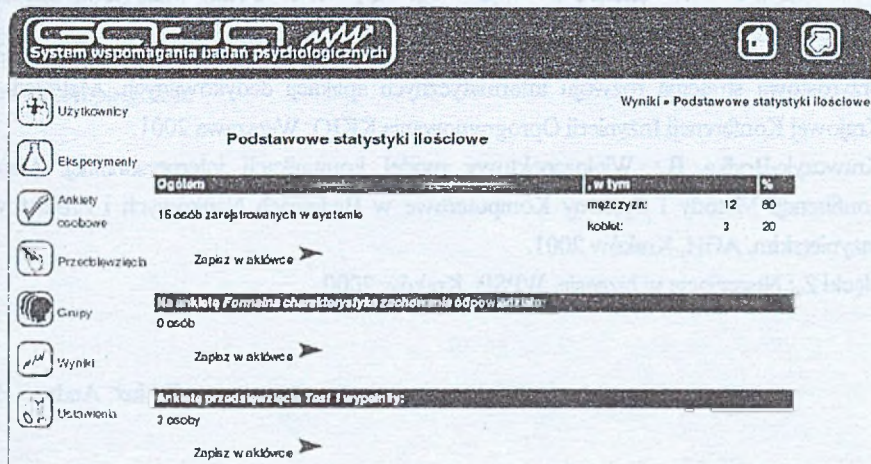 GADA
System wspomagania badań psychologicznych
Wyniki » Podstawowe statystyki ilościowe
Użytkownicy
Eksperymenty
Ankiety osobowe
Przedsięwzięcia
Grupy
Wyniki
Ustawienia
Podstawowe statystyki ilościowe
Ogółem , w tym %
15 osób zarejstrowanych w systemie
mężczyzn: 12 80
kobiet: 3 20
Zapisz w aktówce
Na ankietę Formalna charakterystyka zachowania odpowiedziało:
0 osób
Zapisz w aktówce
Ankietę przedsięwzięcia Test 1 wypełniły:
3 osoby
Zapisz w aktówce